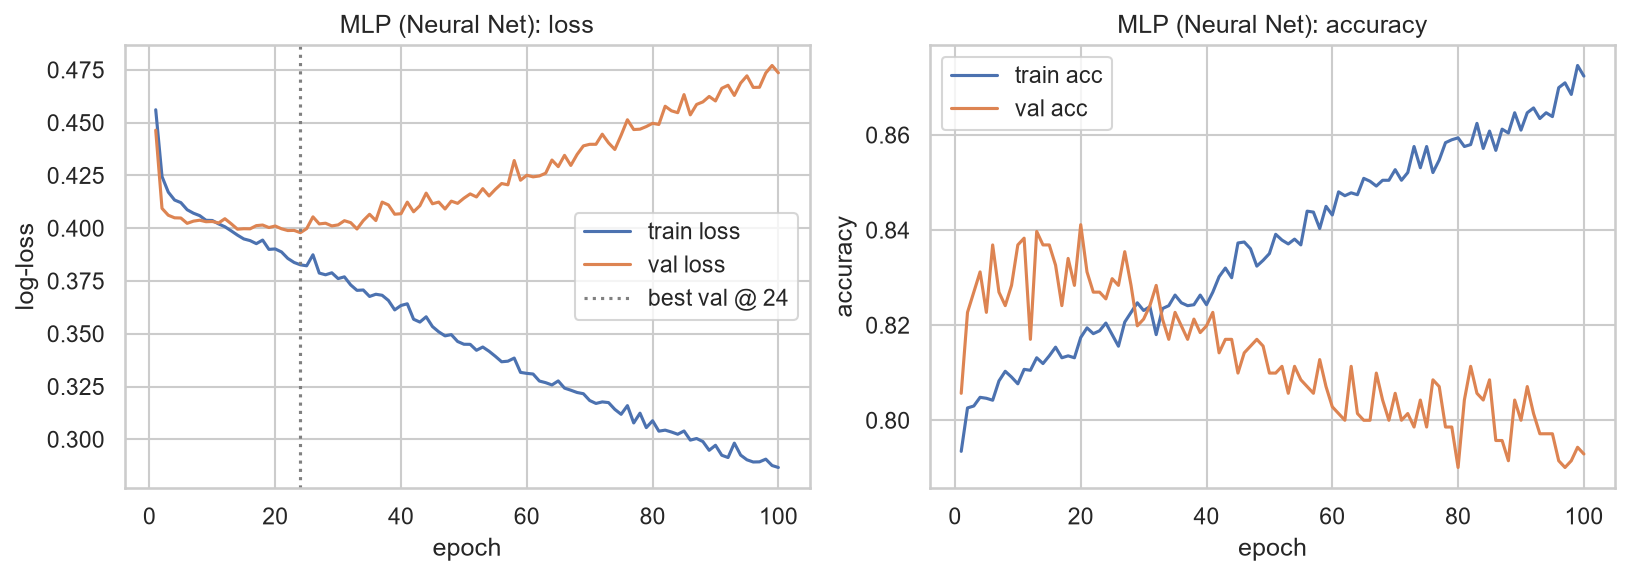 MLP (Neural Net): loss
0.475
0.450
0.425
0.400
0.375
0.350
0.325
0.300
log-loss
train loss
val loss
best val @ 24
0 20 40 60 80 100
epoch
MLP (Neural Net): accuracy
train acc
val acc
0.86
0.84
0.82
0.80
accuracy
0 20 40 60 80 100
epoch